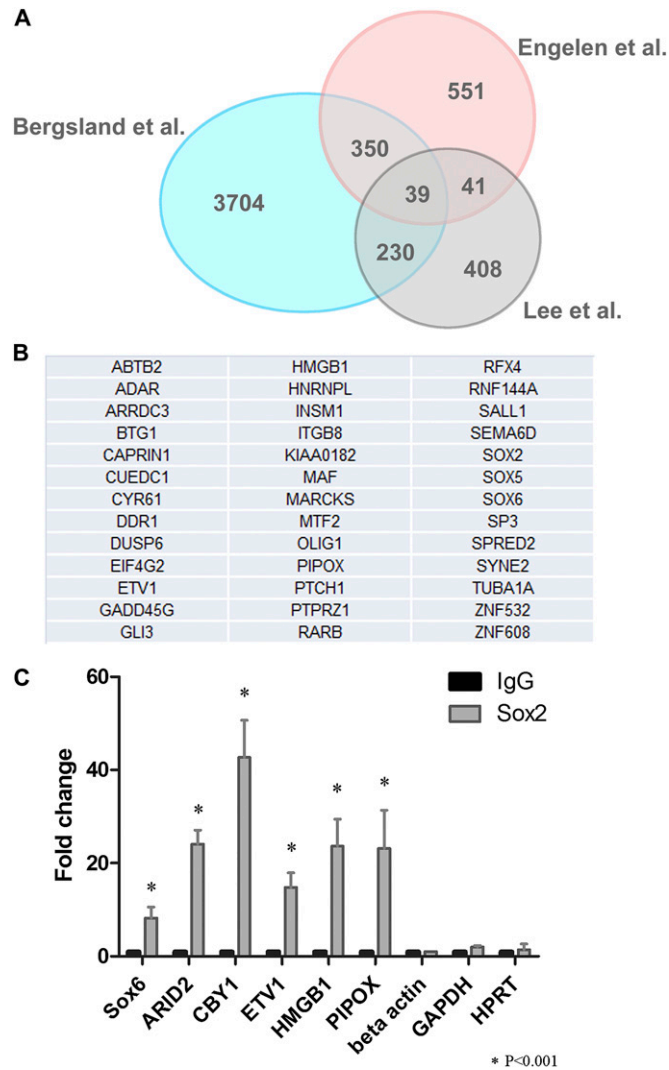 A
Engelen et al.
551
Bergsland et al.
350
3704
39
41
230
408
Lee et al.
B
ABTB2 HMGB1 RFX4
ADAR HNRNPL RNF144A
ARRDC3 INSM1 SALL1
BTG1 ITGB8 SEMA6D
CAPRIN1 KIAA0182 SOX2
CUEDC1 MAF SOX5
CYR61 MARCKS SOX6
DDR1 MTF2 SP3
DUSP6 OLIG1 SPRED2
EIF4G2 PIPOX SYNE2
ETV1 PTCH1 TUBA1A
GADD45G PTPRZ1 ZNF532
GLI3 RARB ZNF608
C
60
40
20
0
Fold change
IgG
Sox2
* * * * * *
Sox6 ARID2 CBY1 ETV1 HMGB1 PIPOX beta actin GAPDH HPRT
* P<0.001